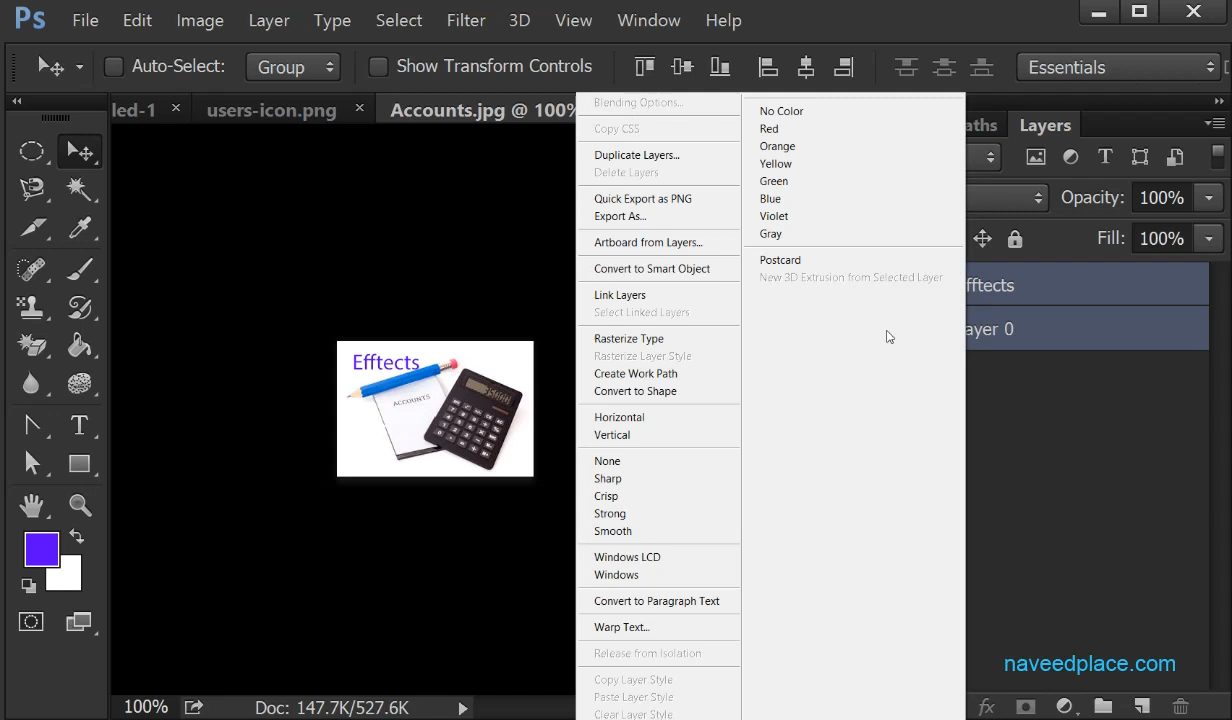 Ps File Edit Image Layer Type Select Filter 3D View Window Help
Auto-Select: Group Show Transform Controls Essentials
led-1 × users-icon.png × Accounts.jpg @ 100%
aths Layers
Opacity: 100%
Fill: 100%
fftects
ayer 0
Efftects
ACCOUNTS
Blending Options...
Copy CSS
Duplicate Layers...
Delete Layers
Quick Export as PNG
Export As...
Artboard from Layers...
Convert to Smart Object
Link Layers
Select Linked Layers
Rasterize Type
Rasterize Layer Style
Create Work Path
Convert to Shape
Horizontal
Vertical
None
Sharp
Crisp
Strong
Smooth
Windows LCD
Windows
Convert to Paragraph Text
Warp Text...
Release from Isolation
Copy Layer Style
Paste Layer Style
Clear Layer Style
No Color
Red
Orange
Yellow
Green
Blue
Violet
Gray
Postcard
New 3D Extrusion from Selected Layer
naveedplace.com
100% Doc: 147.7K/527.6K
fx